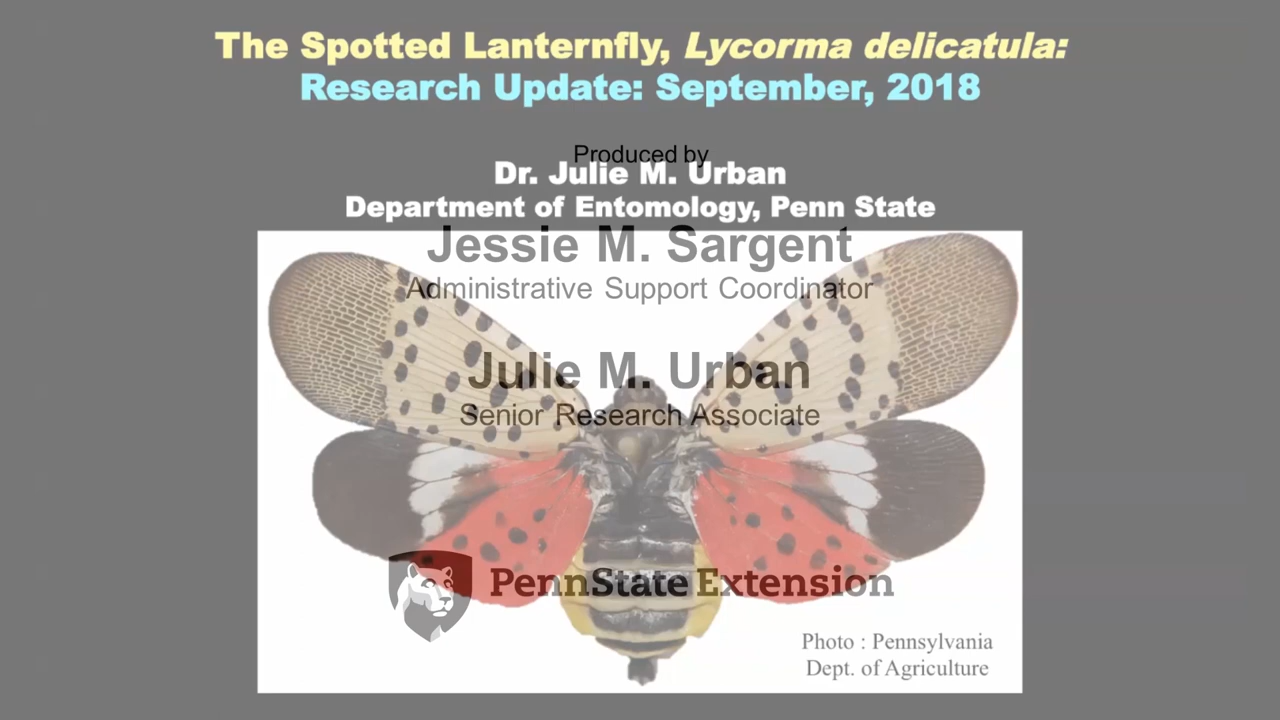 The Spotted Lanternfly, Lycorma delicatula:
Research Update: September, 2018
Produced by
Dr. Julie M. Urban
Department of Entomology, Penn State
Jessie M. Sargent
Administrative Support Coordinator
Julie M. Urban
Senior Research Associate
PennState Extension
Photo : Pennsylvania
Dept. of Agriculture